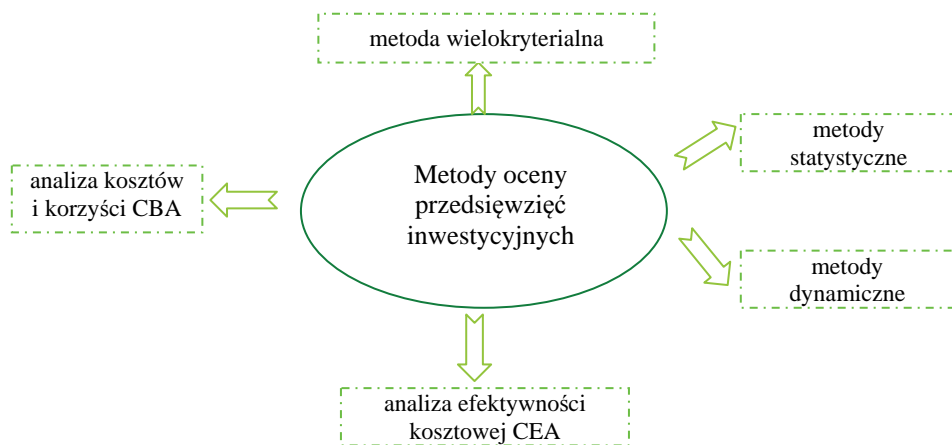 metoda wielokryterialna
metody
statystyczne
analiza kosztów
i korzyści CBA
Metody oceny
przedsięwzięć
inwestycyjnych
metody
dynamiczne
analiza efektywności
kosztowej CEA